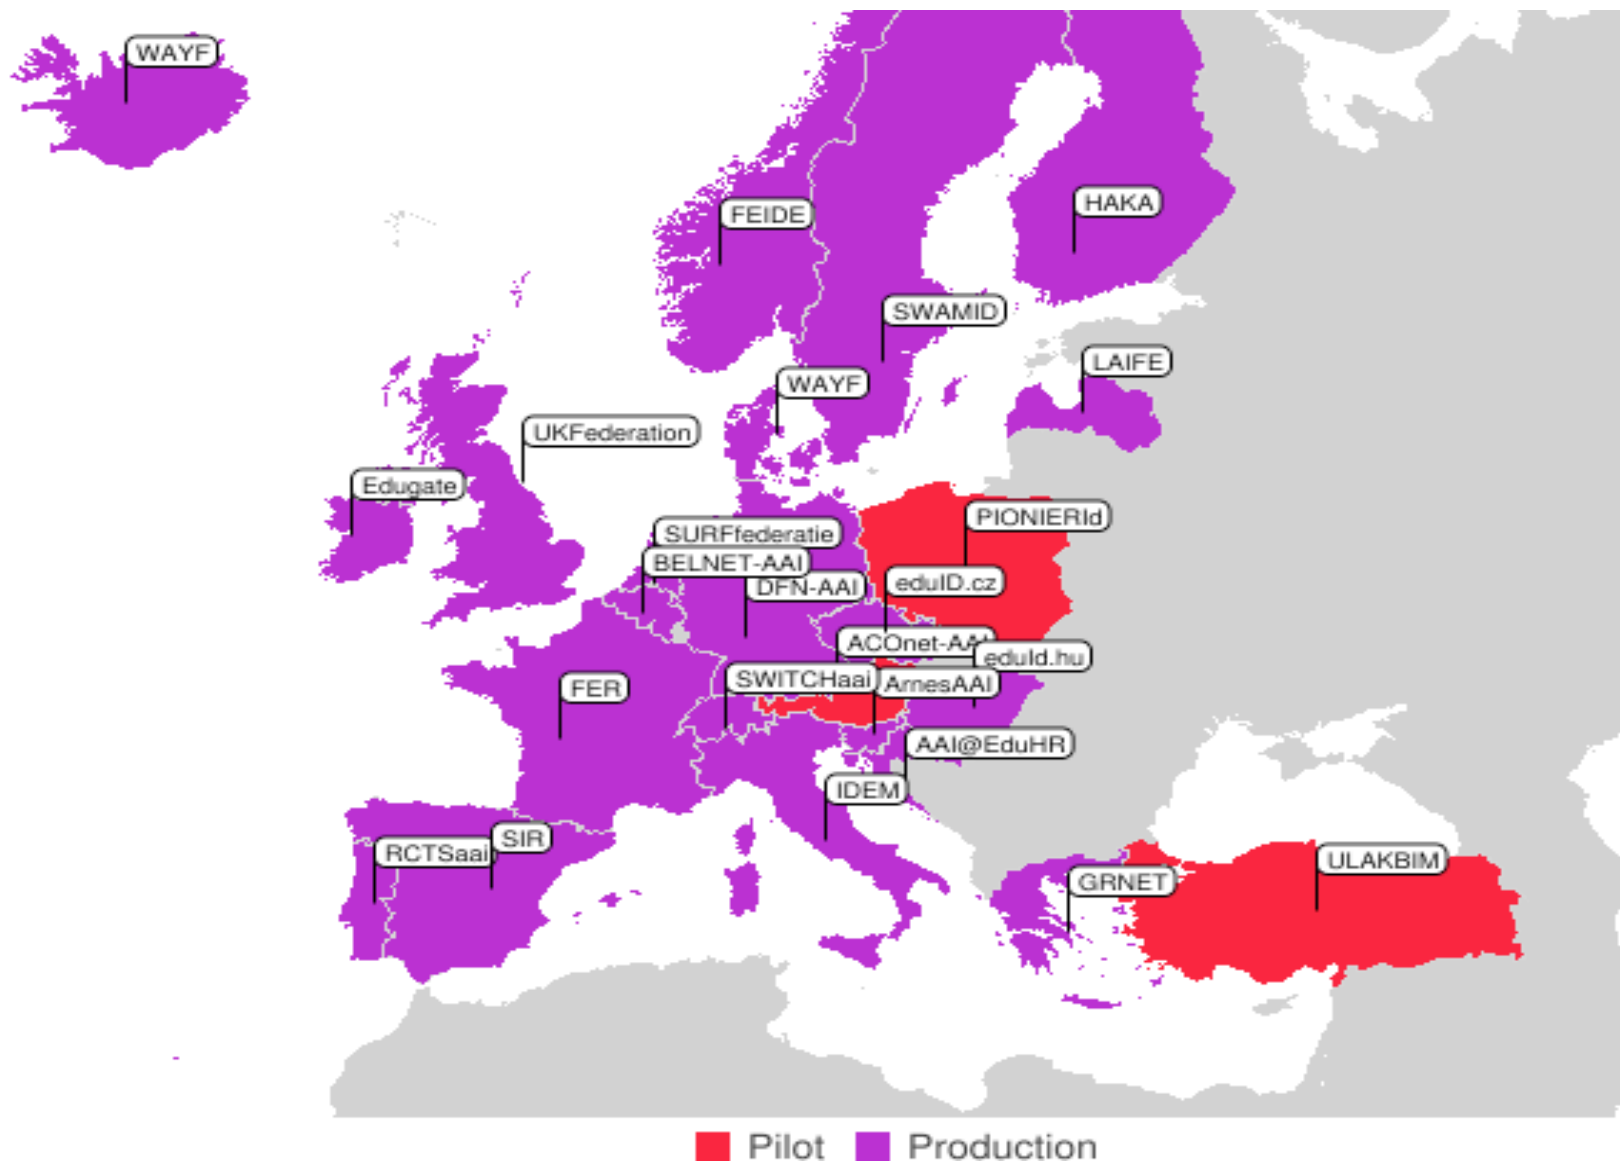 WAYF
HAKA
FEIDE
SWAMID
LAIFE
WAYF
UKFederation
Edugate
PIONIERId
SURFfederatie
BELNET-AAI
DFN-AAI
eduID.cz
ACOnet-AAI
eduId.hu
SWITCHaai
ArnesAAI
FER
AAI@EduHR
IDEM
SIR
RCTSaai
ULAKBIM
GRNET
Pilot Production